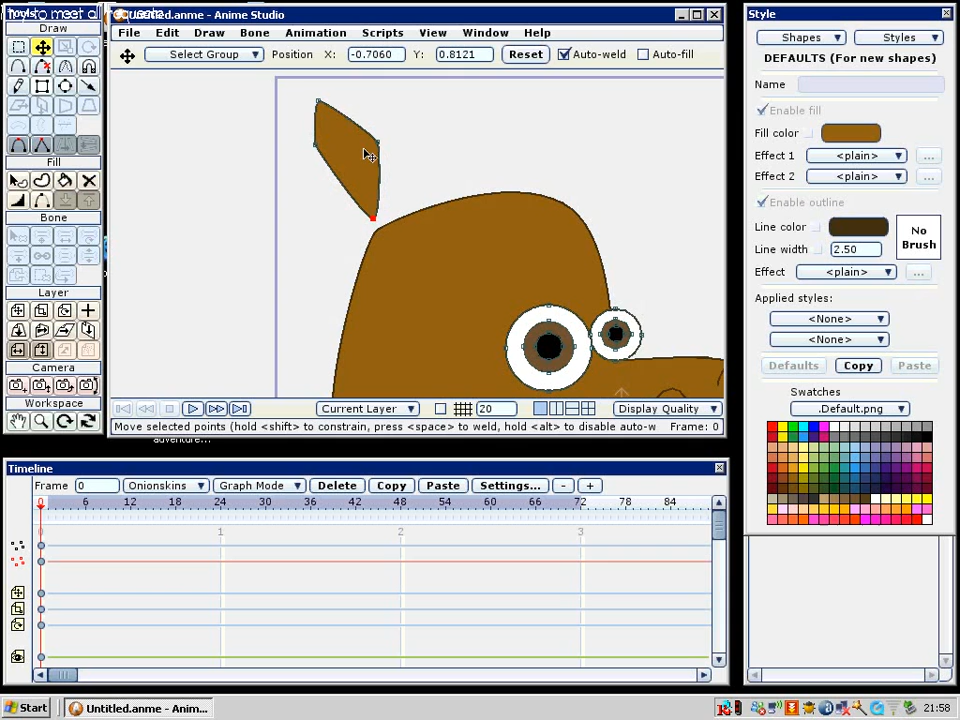 Tools
Draw
Fill
Bone
Layer
Camera
Workspace
Untitled.anme - Anime Studio
File Edit Draw Bone Animation Scripts View Window Help
Select Group Position X: -0.7060 Y: 0.8121 Reset Auto-weld Auto-fill
Current Layer 20 Display Quality
Move selected points (hold <shift> to constrain, press <space> to weld, hold <alt> to disable auto-w Frame: 0
adventure...
Style
Shapes Styles
DEFAULTS (For new shapes)
Name
Enable fill
Fill color
Effect 1 <plain> ...
Effect 2 <plain> ...
Enable outline
Line color
No Brush
Line width 2.50
Effect <plain> ...
Applied styles:
<None>
<None>
Defaults Copy Paste
Swatches
.Default.png
Timeline
Frame 0 Onionskins Graph Mode Delete Copy Paste Settings... - +
0 6 12 18 24 30 36 42 48 54 60 66 72 78 84
0 1 2 3
Start Untitled.anme - Anim... 21:58